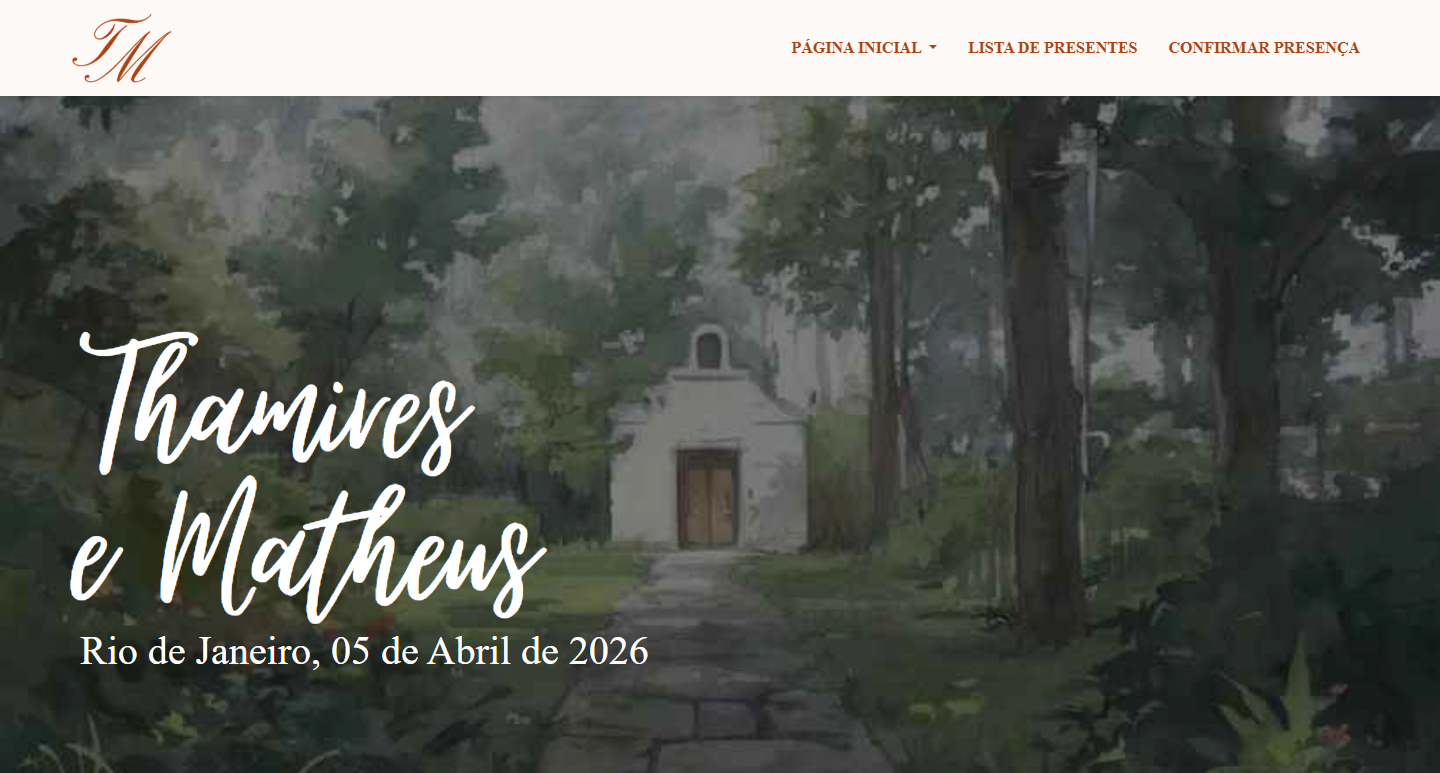 TM
PÁGINA INICIAL LISTA DE PRESENTES CONFIRMAR PRESENÇA
Thamires
e Matheus
Rio de Janeiro, 05 de Abril de 2026